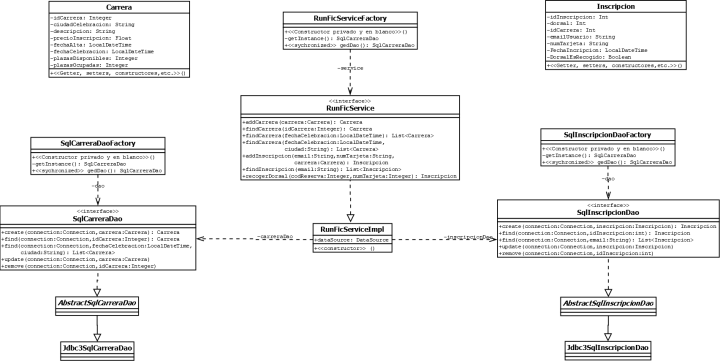 Carrera
-idCarrera: Integer
-ciudadCelebracion: String
-descripcion: String
-precioInscripcion: Float
-fechaAlta: LocalDateTime
-fechaCelebracion: LocalDateTime
-plazasDisponibles: Integer
-plazasOcupadas: Integer
+<<Getter, setters, constructores,etc.>>()
RunFicServiceFactory
+<<Constructor privado y en blanco>>()
-getInstance(): SqlCarreraDao
+<<sychronized>> gedDao(): SqlCarreraDao
Inscripcion
-idInscripcion: Int
-dorsal: Int
-idCarrera: Int
-emailUsuario: String
-numTarjeta: String
-FechaIncripcion: LocalDateTime
-DorsalEsRecogido: Boolean
+<<Getter, setters, constructores,etc.>>()
-service
<<interface>>
RunFicService
+addCarrera(carrera:Carrera): Carrera
+findCarrera(idCarrera:Integer): Carrera
+findCarrera(fechaCelebracion:LocalDateTime): List<Carrera>
+findCarrera(fechaCelebracion:LocalDateTime,
ciudad:String): List<Carrera>
+addInscripcion(email:String,numTarjeta:String,
carrera:Carrera): Inscripcion
+findInscripcion(email:String): List<Inscripcion>
+recogerDorsal(codReserva:Integer,numTarjeta:Integer): Inscripcion
SqlCarreraDaoFactory
+<<Constructor privado y en blanco>>()
-getInstance(): SqlCarreraDao
+<<sychronized>> gedDao(): SqlCarreraDao
SqlInscripcionDaoFactory
+<<Constructor privado y en blanco>>()
-getInstance(): SqlCarreraDao
+<<sychronized>> gedDao(): SqlCarreraDao
-dao
-dao
<<interface>>
SqlCarreraDao
+create(connection:Connection,carrera:Carrera): Carrera
+find(connection:Connection,idCarrera:Integer): Carrera
+find(connection:Connection,fechaCelebracion:LocalDateTime,
ciudad:String): List<Carrera>
+update(connection:Connection,carrera:Carrera)
+remove(connection:Connection,idCarrera:Integer)
-carreraDao
RunFicServiceImpl
+dataSource: DataSource
+<<constructor>> ()
-inscripcionDao
<<interface>>
SqlInscripcionDao
+create(connection:Connection,inscripcion:Inscripcion): Inscripcion
+find(connection:Connection,idInscripcion:int): Inscripcion
+find(connection:Connection,email:String): List<Inscripcion>
+update(connection:Connection,inscripcion:Inscripcion)
+remove(connection:Connection,idInscripcion:int)
AbstractSqlCarreraDao
AbstractSqlInscripcionDao
Jdbc3SqlCarreraDao
Jdbc3SqlInscripcionDao